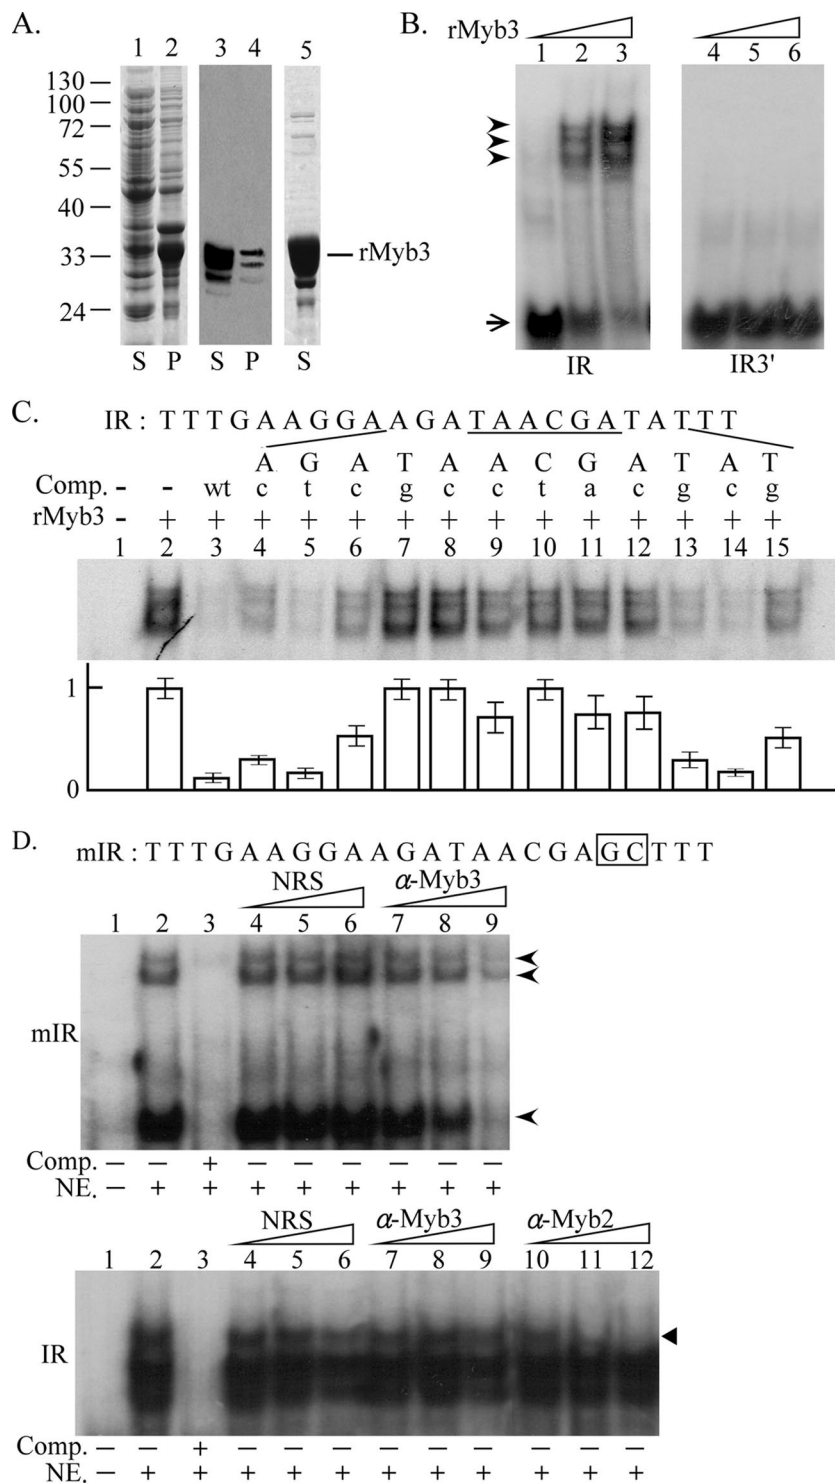 A.
1 2 3 4 5
130
100
72
55
40
33
24
rMyb3
S P S P S
B.
rMyb3
1 2 3 4 5 6
IR IR3'
C.
IR : T T T G A A G G A A G A T A A C G A T A T T T
A G A T A A C G A T A T
Comp. - - wt c t c g c c t a c g c g
rMyb3 - + + + + + + + + + + + + + +
1 2 3 4 5 6 7 8 9 10 11 12 13 14 15
1
0
D.
mIR : T T T G A A G G A A G A T A A C G A G C T T T
NRS α-Myb3
1 2 3 4 5 6 7 8 9
mIR
Comp. – – + – – – – – –
NE. – + + + + + + + +
NRS α-Myb3 α-Myb2
1 2 3 4 5 6 7 8 9 10 11 12
IR
Comp. – – + – – – – – – – – –
NE. – + + + + + + + + + + +